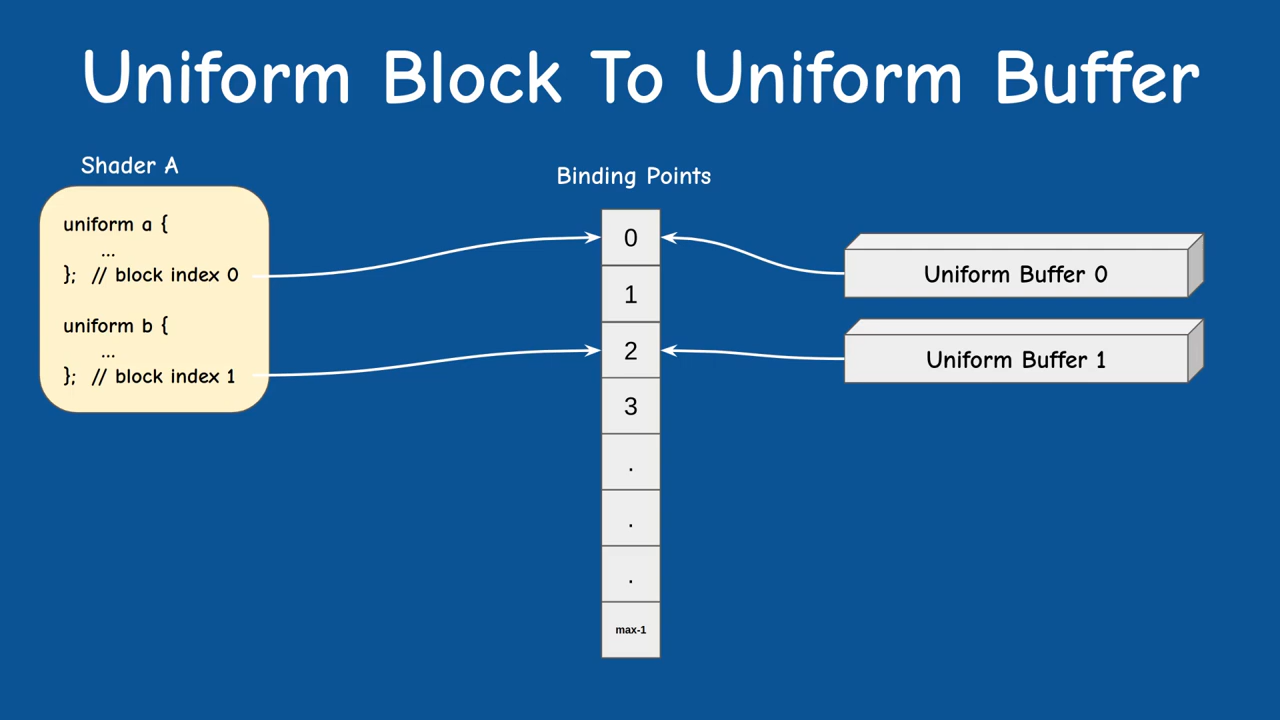 Uniform Block To Uniform Buffer
Shader A
uniform a {
...
};  // block index 0
uniform b {
...
};  // block index 1
Binding Points
0
1
2
3
.
.
.
max-1
Uniform Buffer 0
Uniform Buffer 1